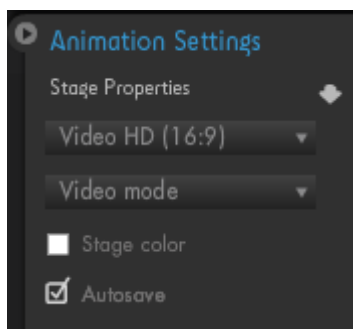 Animation Settings
Stage Properties
Video HD (16:9)
Video mode
Stage color
Autosave